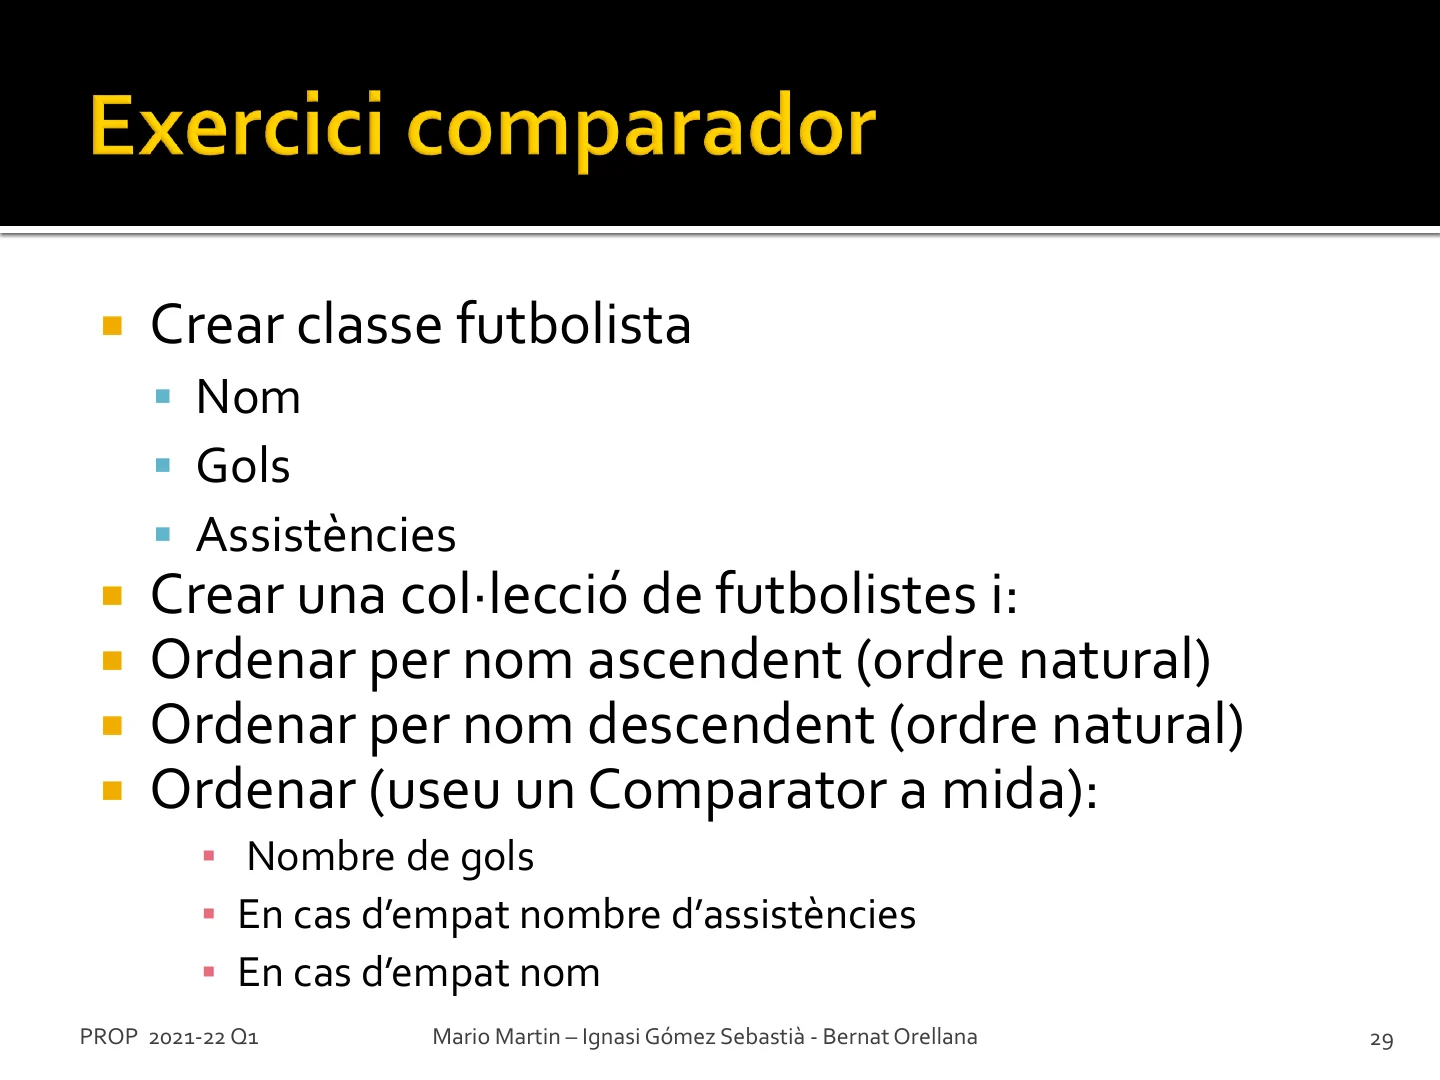 Exercici comparador
Crear classe futbolista
Nom
Gols
Assistències
Crear una col·lecció de futbolistes i:
Ordenar per nom ascendent (ordre natural)
Ordenar per nom descendent (ordre natural)
Ordenar (useu un Comparator a mida):
Nombre de gols
En cas d’empat nombre d’assistències
En cas d’empat nom
PROP 2021-22 Q1
Mario Martin – Ignasi Gómez Sebastià - Bernat Orellana
29